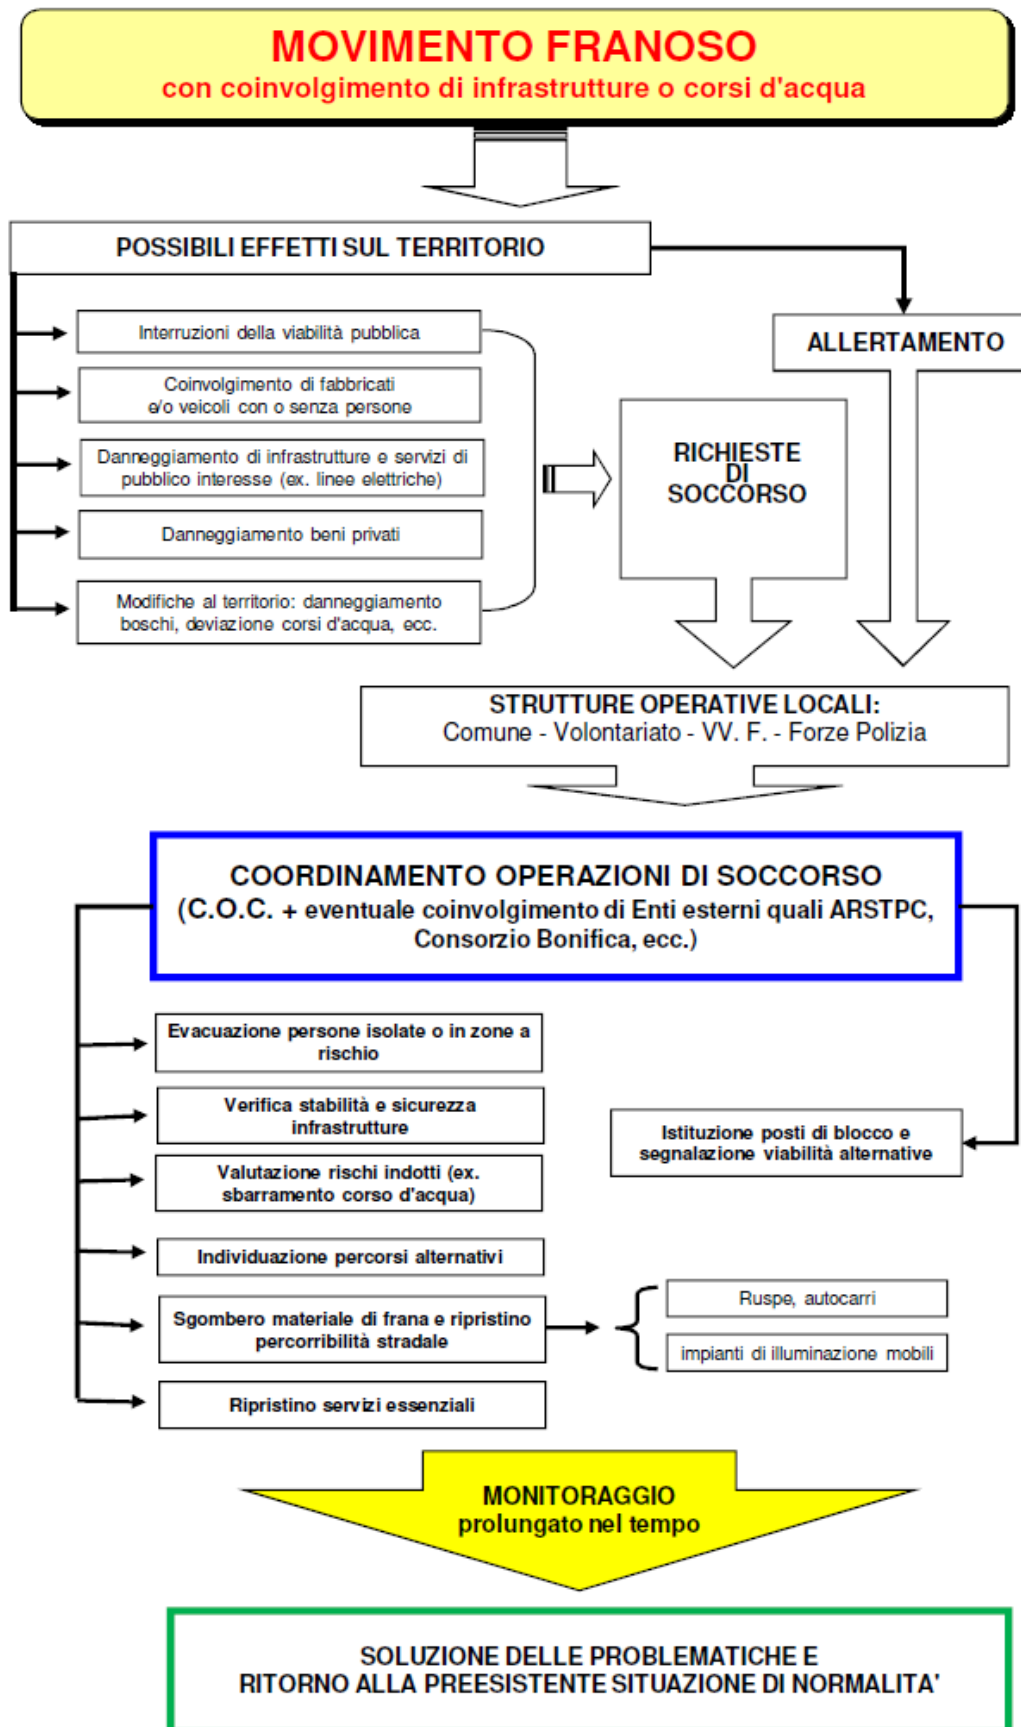 MOVIMENTO FRANOSO
con coinvolgimento di infrastrutture o corsi d'acqua
POSSIBILI EFFETTI SUL TERRITORIO
Interruzioni della viabilità pubblica
Coinvolgimento di fabbricati
e/o veicoli con o senza persone
Danneggiamento di infrastrutture e servizi di
pubblico interesse (ex. linee elettriche)
Danneggiamento beni privati
Modifiche al territorio: danneggiamento
boschi, deviazione corsi d'acqua, ecc.
ALLERTAMENTO
RICHIESTE
DI
SOCCORSO
STRUTTURE OPERATIVE LOCALI:
Comune - Volontariato - VV. F. - Forze Polizia
COORDINAMENTO OPERAZIONI DI SOCCORSO
(C.O.C. + eventuale coinvolgimento di Enti esterni quali ARSTPC,
Consorzio Bonifica, ecc.)
Evacuazione persone isolate o in zone a
rischio
Verifica stabilità e sicurezza
infrastrutture
Valutazione rischi indotti (ex.
sbarramento corso d'acqua)
Individuazione percorsi alternativi
Sgombero materiale di frana e ripristino
percorribilità stradale
Ripristino servizi essenziali
Istituzione posti di blocco e
segnalazione viabilità alternative
Ruspe, autocarri
impianti di illuminazione mobili
MONITORAGGIO
prolungato nel tempo
SOLUZIONE DELLE PROBLEMATICHE E
RITORNO ALLA PREESISTENTE SITUAZIONE DI NORMALITA'